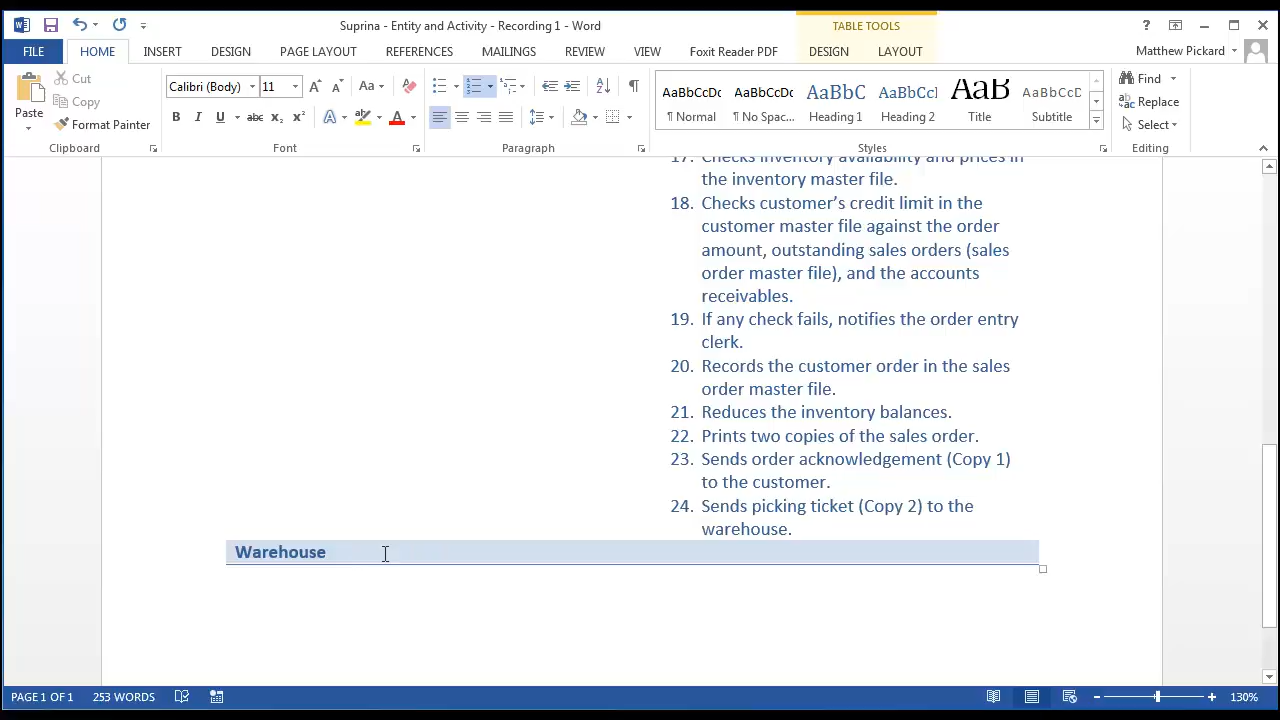 Suprina - Entity and Activity - Recording 1 - Word
TABLE TOOLS
FILE
HOME
INSERT
DESIGN
PAGE LAYOUT
REFERENCES
MAILINGS
REVIEW
VIEW
Foxit Reader PDF
DESIGN
LAYOUT
Matthew Pickard
Paste
Cut
Copy
Format Painter
Clipboard
Calibri (Body)
11
Font
Paragraph
AaBbCcDc
¶ Normal
AaBbCcDc
¶ No Spac...
AaBbC
Heading 1
AaBbCcI
Heading 2
AaB
Title
AaBbCcD
Subtitle
Styles
Find
Replace
Select
Editing
17. Checks inventory availability and prices in
the inventory master file.
18. Checks customer's credit limit in the
customer master file against the order
amount, outstanding sales orders (sales
order master file), and the accounts
receivables.
19. If any check fails, notifies the order entry
clerk.
20. Records the customer order in the sales
order master file.
21. Reduces the inventory balances.
22. Prints two copies of the sales order.
23. Sends order acknowledgement (Copy 1)
to the customer.
24. Sends picking ticket (Copy 2) to the
warehouse.
Warehouse
PAGE 1 OF 1
253 WORDS
130%